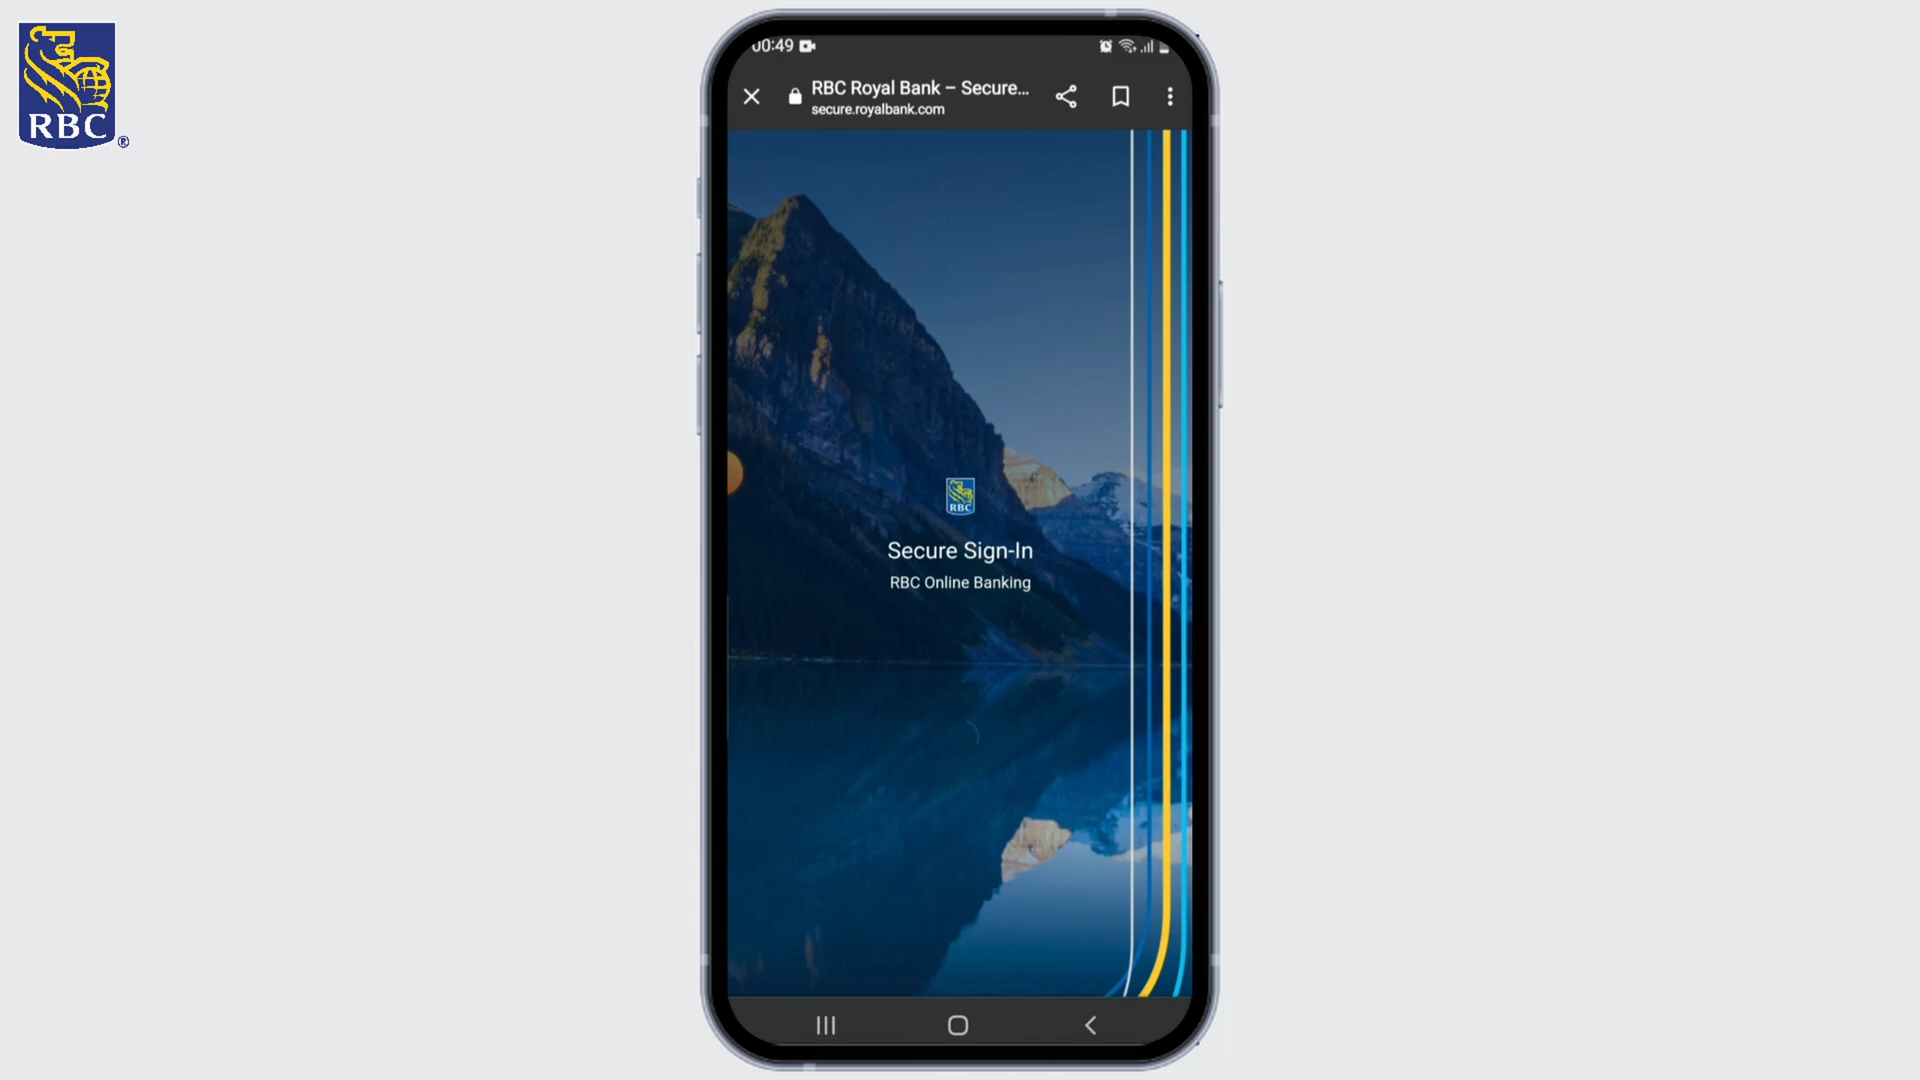 RBC
®
00:49
RBC Royal Bank – Secure...
secure.royalbank.com
RBC
Secure Sign-In
RBC Online Banking